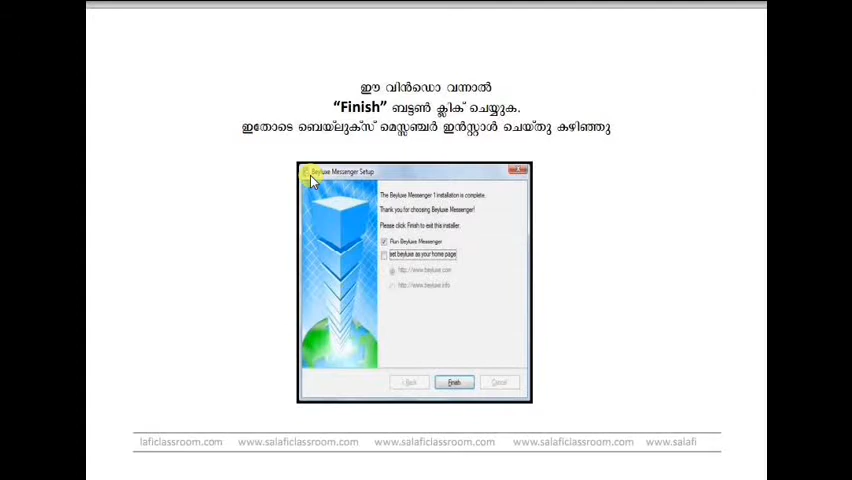 ഈ വിൻഡൊ വന്നാൽ
“Finish” ബട്ടൺ ക്ലിക് ചെയ്യുക.
ഇതോടെ ബെയ്ലുക്സ് മെസ്സഞ്ചർ ഇൻസ്റ്റാൾ ചെയ്തു കഴിഞ്ഞു
Beyluxe Messenger Setup
The Beyluxe Messenger 1 installation is complete.
Thank you for choosing Beyluxe Messenger!
Please click Finish to exit this installer.
Run Beyluxe Messenger
set beyluxe as your home page
http://www.beyluxe.com
http://www.beyluxe.info
< Back Finish Cancel
laficlassroom.com www.salaficlassroom.com www.salaficlassroom.com www.salaficlassroom.com www.salafi